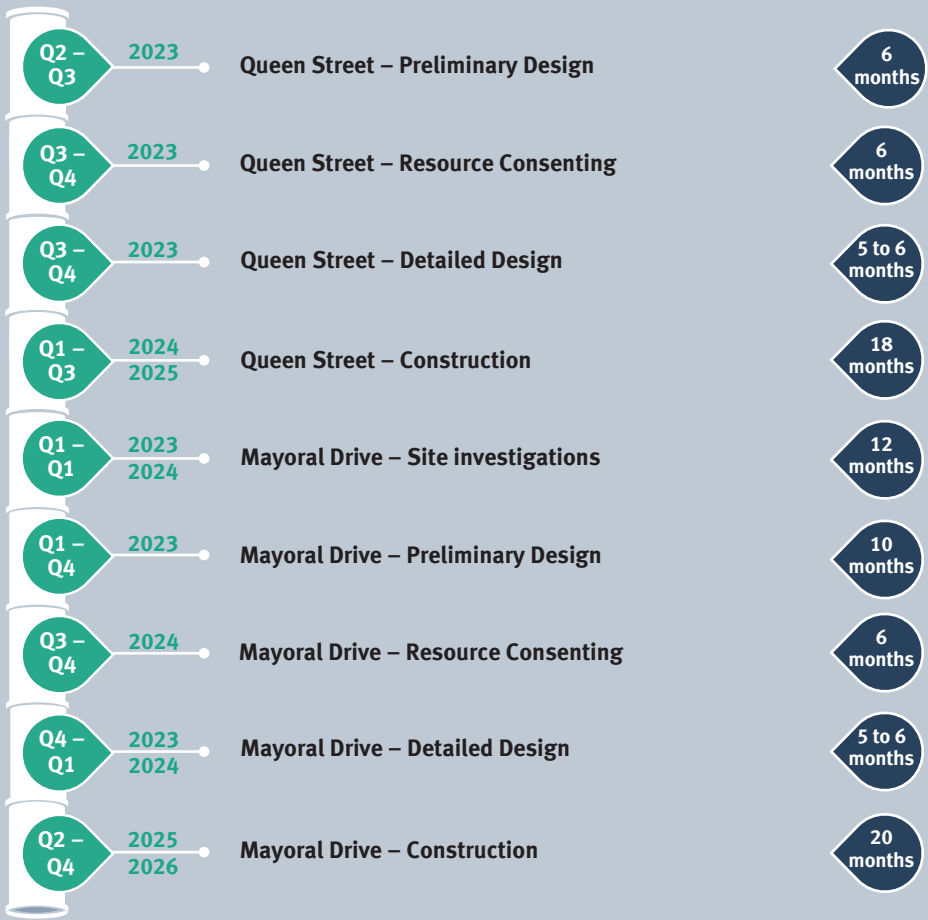 Q2 –
Q3
2023
Queen Street – Preliminary Design
6
months
Q3 –
Q4
2023
Queen Street – Resource Consenting
6
months
Q3 –
Q4
2023
Queen Street – Detailed Design
5 to 6
months
Q1 –
Q3
2024
2025
Queen Street – Construction
18
months
Q1 –
Q1
2023
2024
Mayoral Drive – Site investigations
12
months
Q1 –
Q4
2023
Mayoral Drive – Preliminary Design
10
months
Q3 –
Q4
2024
Mayoral Drive – Resource Consenting
6
months
Q4 –
Q1
2023
2024
Mayoral Drive – Detailed Design
5 to 6
months
Q2 –
Q4
2025
2026
Mayoral Drive – Construction
20
months